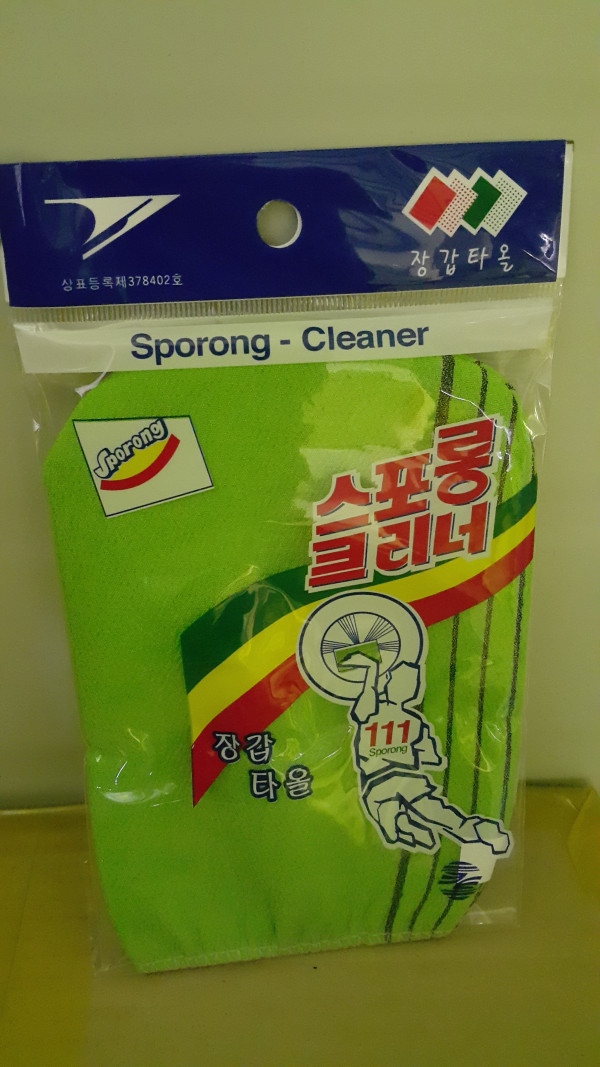 상표등록제378402호
장갑타올
Sporong - Cleaner
Sporong
스포롱
크리너
111
Sporong
장갑
타올